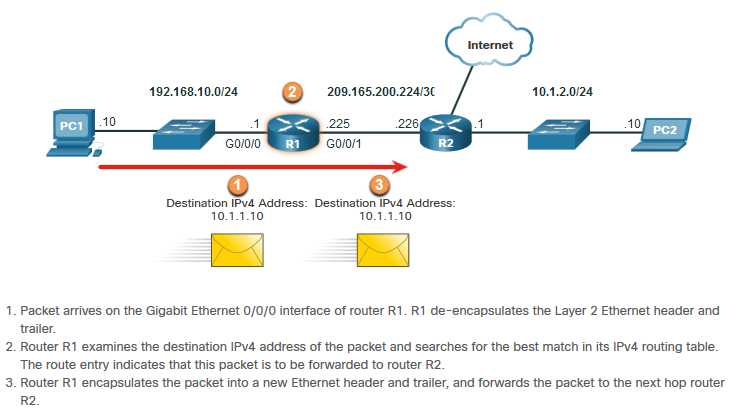 Internet
192.168.10.0/24
2
209.165.200.224/30
10.1.2.0/24
PC1
.10
.1
R1
.225
.226
R2
.1
.10
PC2
G0/0/0
G0/0/1
1
3
Destination IPv4 Address:
10.1.1.10
Destination IPv4 Address:
10.1.1.10
1. Packet arrives on the Gigabit Ethernet 0/0/0 interface of router R1. R1 de-encapsulates the Layer 2 Ethernet header and
trailer.
2. Router R1 examines the destination IPv4 address of the packet and searches for the best match in its IPv4 routing table.
The route entry indicates that this packet is to be forwarded to router R2.
3. Router R1 encapsulates the packet into a new Ethernet header and trailer, and forwards the packet to the next hop router
R2.